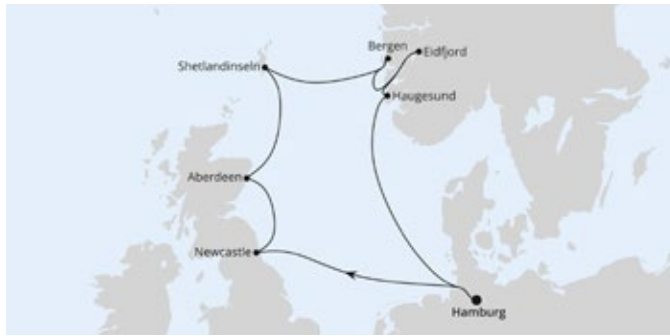 Bergen
Eidfjord
Shetlandinseln
Haugesund
Aberdeen
Newcastle
Hamburg